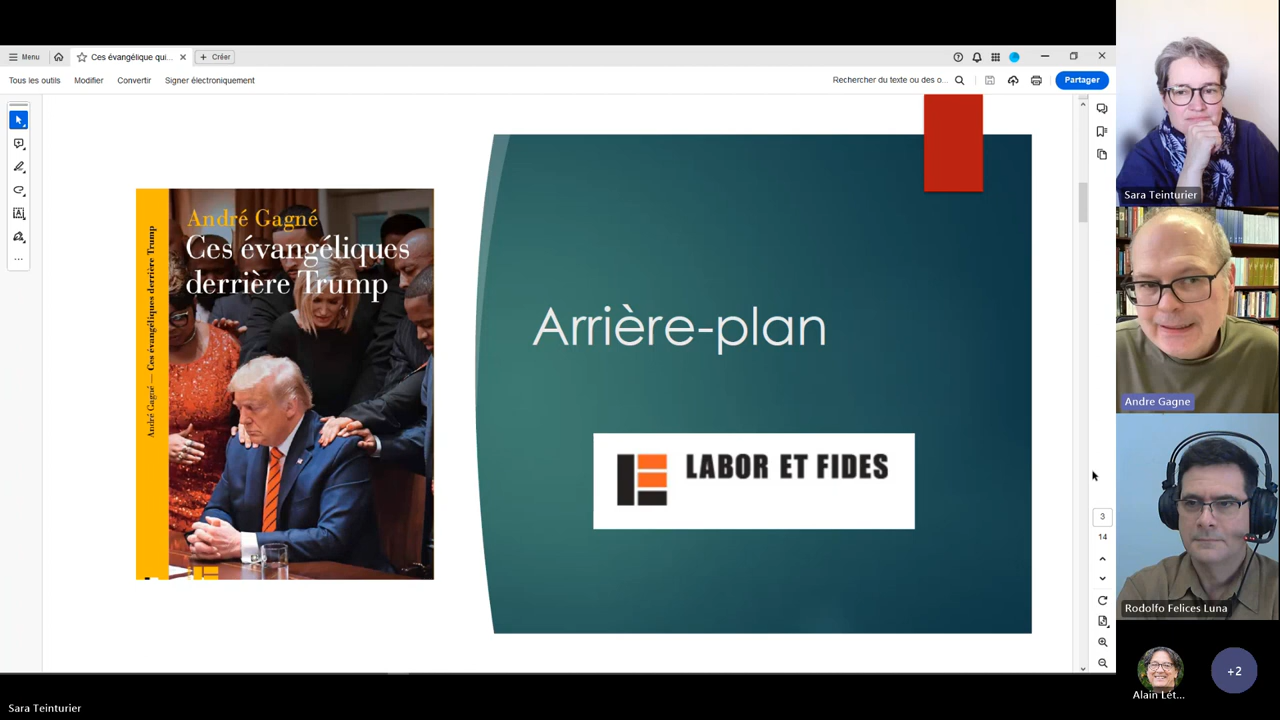 Menu
Ces évangélique qui...
Créer
Tous les outils
Modifier
Convertir
Signer électroniquement
Rechercher du texte ou des o...
Partager
André Gagné
Ces évangéliques
derrière Trump
André Gagné — Ces évangéliques derrière Trump
Arrière-plan
LABOR ET FIDES
3
14
Sara Teinturier
Andre Gagne
Rodolfo Felices Luna
Alain Lét...
+2
Sara Teinturier